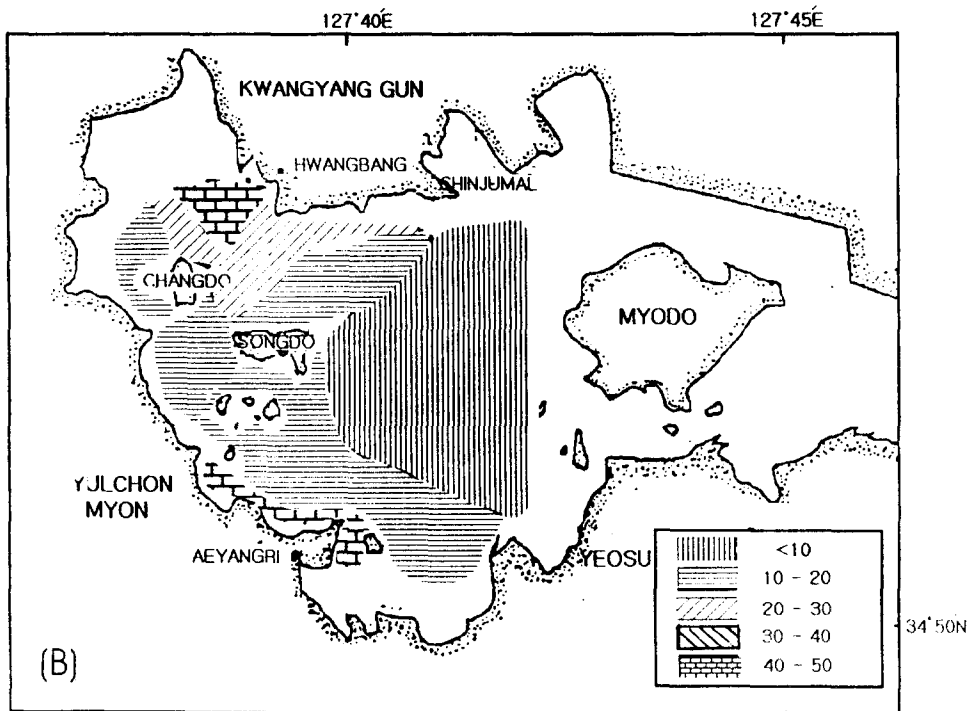 127°40'E
127°45'E
KWANGYANG GUN
HWANGBANG
SHINJUMAL
CHANGDO
MYODO
SONGDO
YULCHON
MYON
AEYANGRI
YEOSU
<10
10 - 20
20 - 30
30 - 40
40 - 50
34°50N
(B)